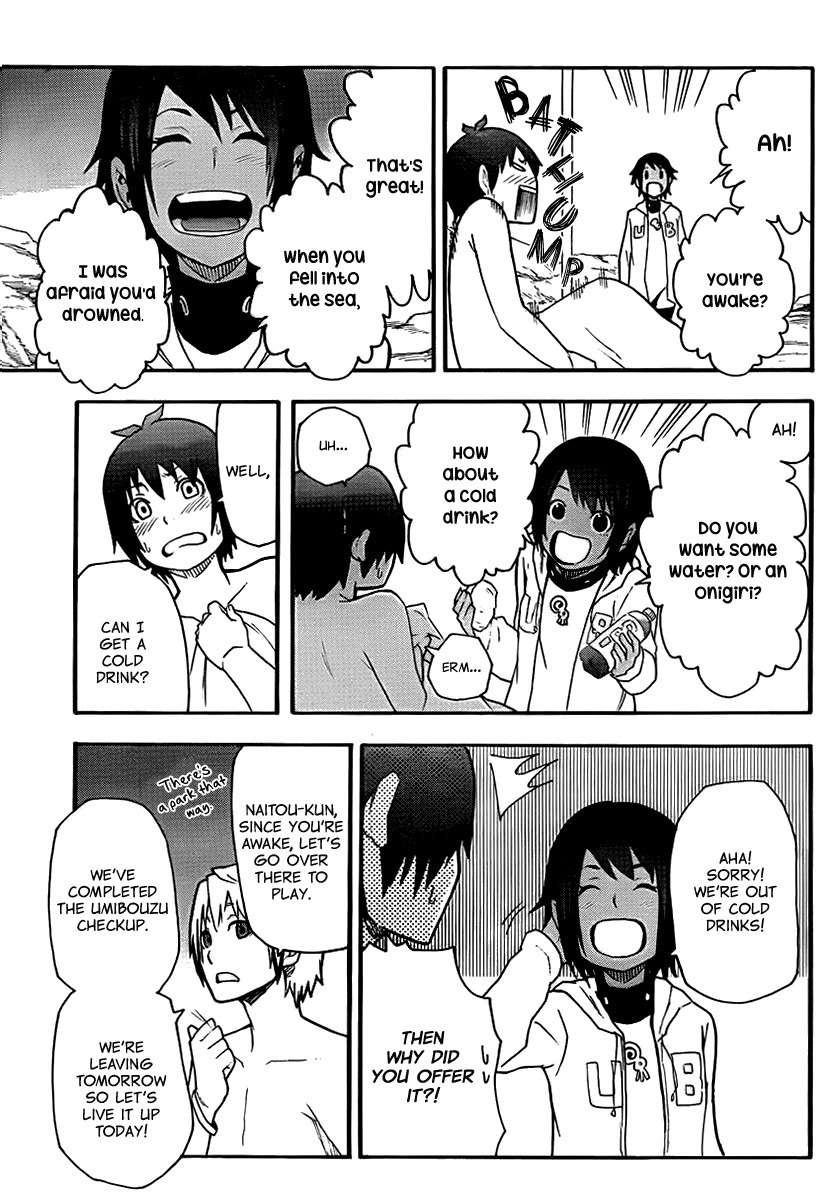 Ah!
You're
awake?
BATHUMP
U B
That's
great!
When you
fell into
the sea,
I was
afraid you'd
drowned.
AH!
Do you
want some
water? Or an
onigiri?
How
about
a cold
drink?
UH...
ERM...
WELL,
CAN I
GET A
COLD
DRINK?
AHA!
SORRY!
WE'RE OUT
OF COLD
DRINKS!
U B
THEN
WHY DID
YOU OFFER
IT?!
NAITOU-KUN,
SINCE YOU'RE
AWAKE, LET'S
GO OVER
THERE TO
PLAY.
There's
a park that
way.
WE'VE
COMPLETED
THE UMIBOUZU
CHECKUP.
WE'RE
LEAVING
TOMORROW
SO LET'S
LIVE IT UP
TODAY!